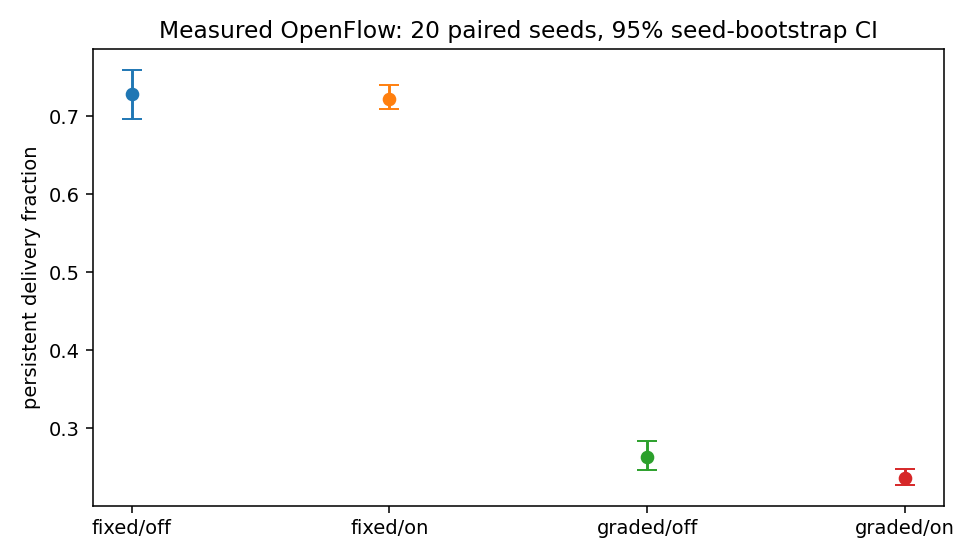 Measured OpenFlow: 20 paired seeds, 95% seed-bootstrap CI
persistent delivery fraction
0.7
0.6
0.5
0.4
0.3
fixed/off
fixed/on
graded/off
graded/on